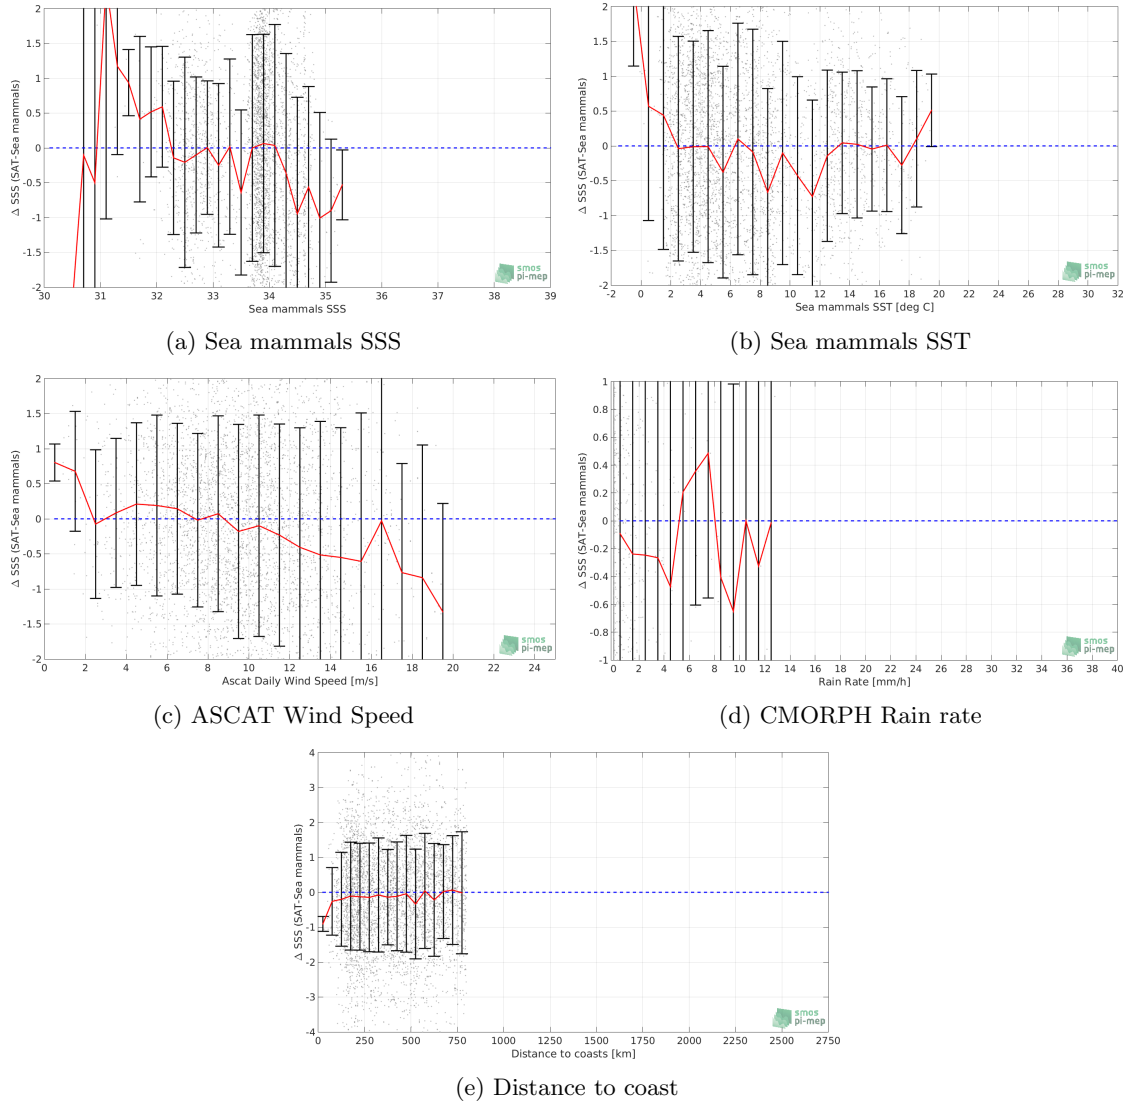 2
1.5
1
0.5
0
-0.5
-1
-1.5
-2
Δ SSS (SAT-Sea mammals)
30 31 32 33 34 35 36 37 38 39
Sea mammals SSS
smos
pi-mep
(a) Sea mammals SSS
2
1.5
1
0.5
0
-0.5
-1
-1.5
-2
Δ SSS (SAT-Sea mammals)
-2 0 2 4 6 8 10 12 14 16 18 20 22 24 26 28 30 32
Sea mammals SST [deg C]
smos
pi-mep
(b) Sea mammals SST
2
1.5
1
0.5
0
-0.5
-1
-1.5
-2
Δ SSS (SAT-Sea mammals)
0 2 4 6 8 10 12 14 16 18 20 22 24
Ascat Daily Wind Speed [m/s]
smos
pi-mep
(c) ASCAT Wind Speed
1
0.8
0.6
0.4
0.2
0
-0.2
-0.4
-0.6
-0.8
-1
Δ SSS (SAT-Sea mammals)
0 2 4 6 8 10 12 14 16 18 20 22 24 26 28 30 32 34 36 38 40
Rain Rate [mm/h]
smos
pi-mep
(d) CMORPH Rain rate
4
3
2
1
0
-1
-2
-3
-4
Δ SSS (SAT-Sea mammals)
0 250 500 750 1000 1250 1500 1750 2000 2250 2500 2750
Distance to coasts [km]
smos
pi-mep
(e) Distance to coast